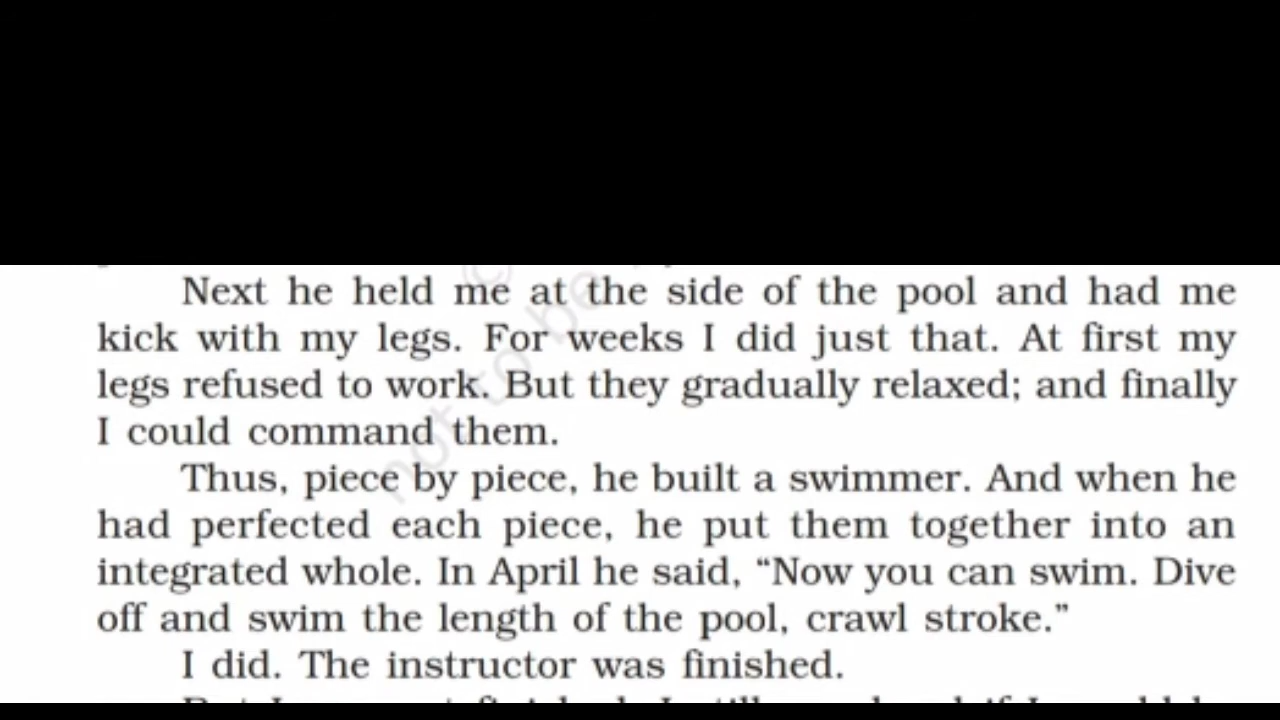 Next he held me at the side of the pool and had me
kick with my legs. For weeks I did just that. At first my
legs refused to work. But they gradually relaxed; and finally
I could command them.
Thus, piece by piece, he built a swimmer. And when he
had perfected each piece, he put them together into an
integrated whole. In April he said, “Now you can swim. Dive
off and swim the length of the pool, crawl stroke.”
I did. The instructor was finished.
© not to be